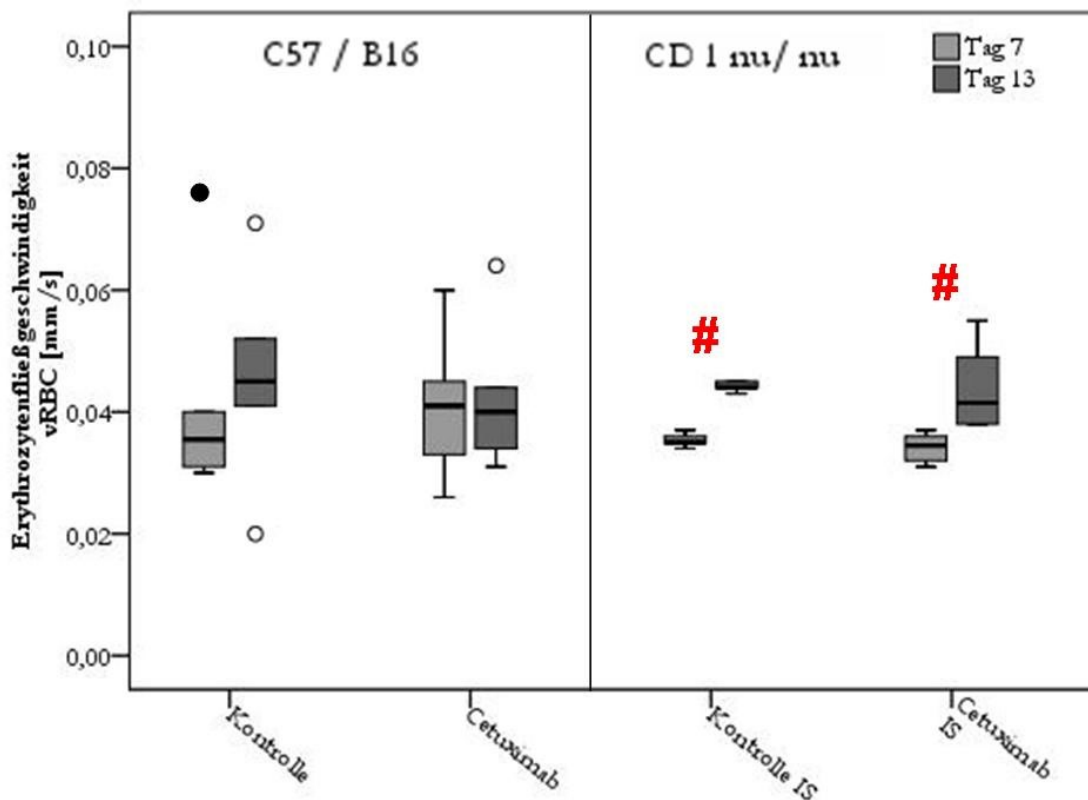 C57 / B16
CD 1 nu/ nu
Tag 7
Tag 13
Erythrozytenfließgeschwindigkeit
vRBC [mm/s]
0,10
0,08
0,06
0,04
0,02
0,00
#
#
Kontrolle
Cetuximab
Kontrolle IS
Cetuximab
IS